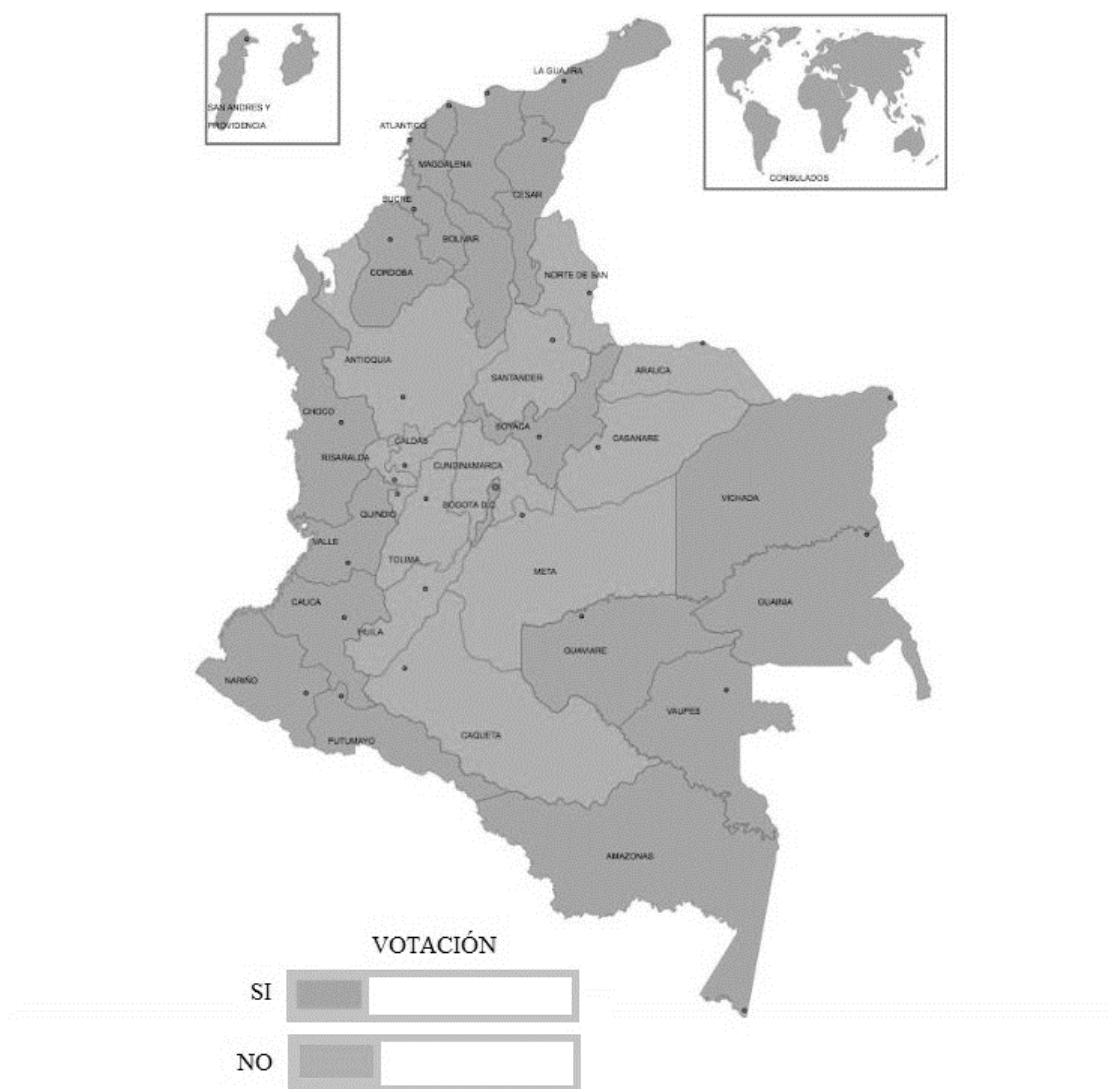 LA GUAJIRA
SAN ANDRES Y
PROVIDENCIA
ATLANTICO
MAGDALENA
CONSULADOS
CESAR
SUCRE
BOLIVAR
CORDOBA
NORTE DE SAN
ANTIOQUIA
ARAUCA
SANTANDER
CHOCO
BOYACA
CALDAS
CASANARE
RISARALDA
CUNDINAMARCA
VICHADA
BOGOTA D.C.
QUINDIO
VALLE
TOLIMA
META
CAUCA
GUAINIA
HUILA
GUAVIARE
NARIÑO
VAUPES
CAQUETA
PUTUMAYO
AMAZONAS
VOTACIÓN
SI
NO